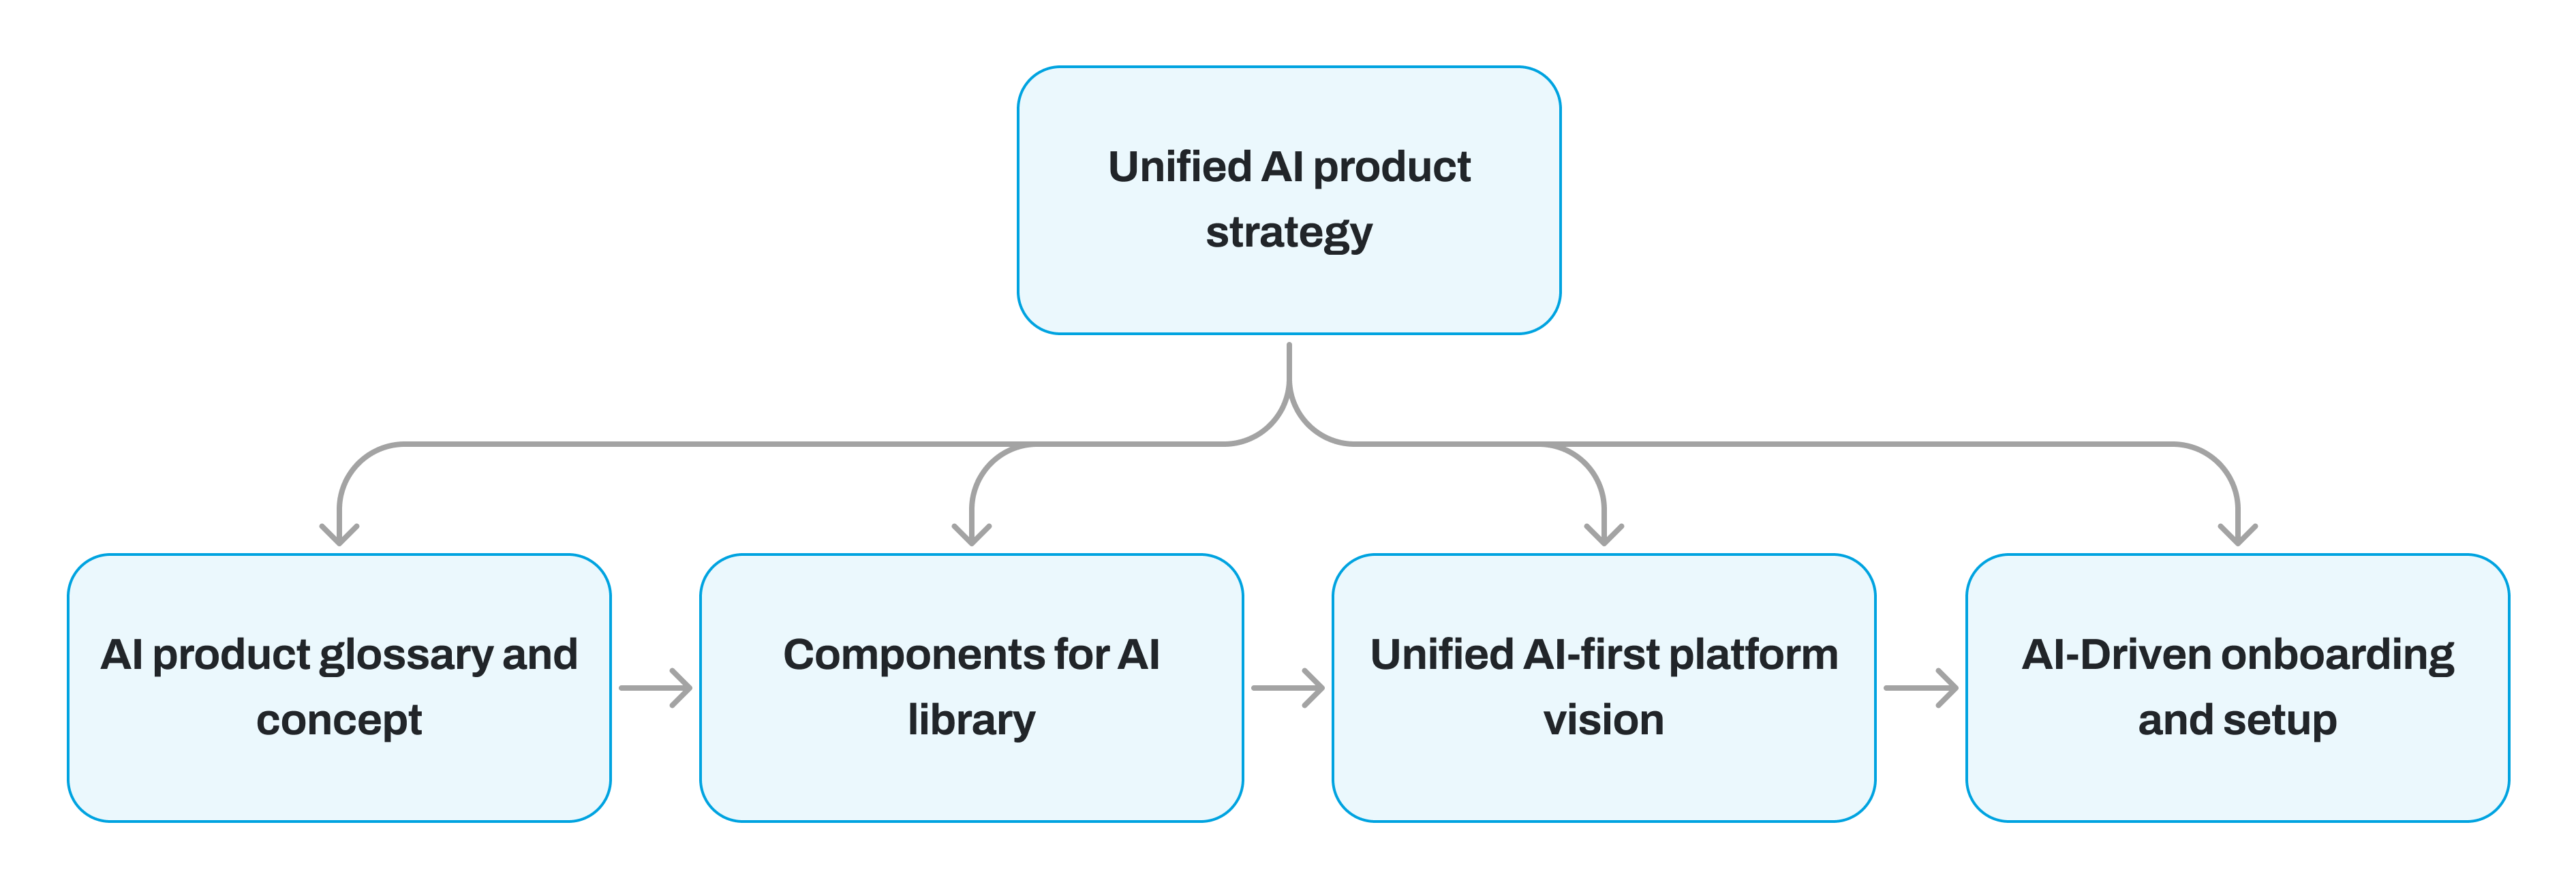 Unified AI product
strategy
AI product glossary and
concept
Components for AI
library
Unified AI-first platform
vision
AI-Driven onboarding
and setup